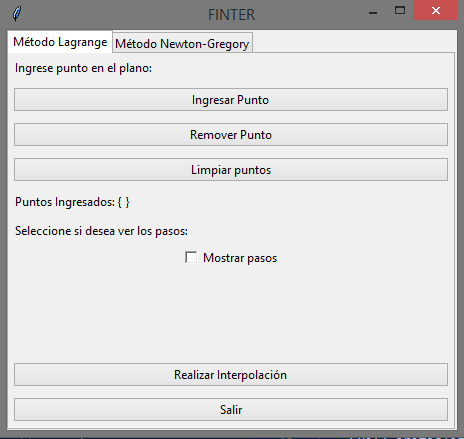 FINTER
Método Lagrange Método Newton-Gregory
Ingrese punto en el plano:
Ingresar Punto
Remover Punto
Limpiar puntos
Puntos Ingresados: { }
Seleccione si desea ver los pasos:
Mostrar pasos
Realizar Interpolación
Salir